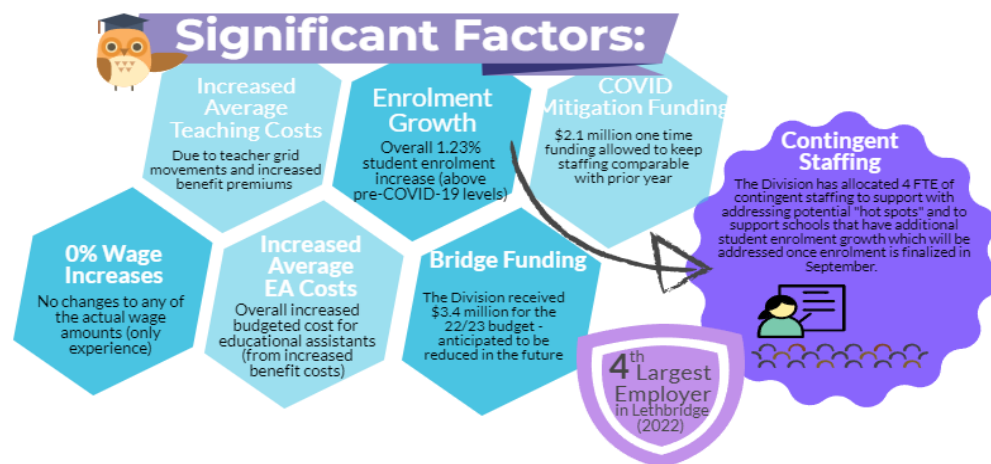 Significant Factors:
Increased
Average
Teaching Costs
Due to teacher grid
movements and increased
benefit premiums
Enrolment
Growth
Overall 1.23%
student enrolment
increase (above
pre-COVID-19 levels)
COVID
Mitigation Funding
$2.1 million one time
funding allowed to keep
staffing comparable
with prior year
Contingent
Staffing
The Division has allocated 4 FTE of
contingent staffing to support with
addressing potential "hot spots" and to
support schools that have additional
student enrolment growth which will be
addressed once enrolment is finalized in
September.
0% Wage
Increases
No changes to any of
the actual wage
amounts (only
experience)
Increased
Average
EA Costs
Overall increased
budgeted cost for
educational assistants
(from increased
benefit costs)
Bridge Funding
The Division received
$3.4 million for the
22/23 budget -
anticipated to be
reduced in the future
4th Largest
Employer
in Lethbridge
(2022)